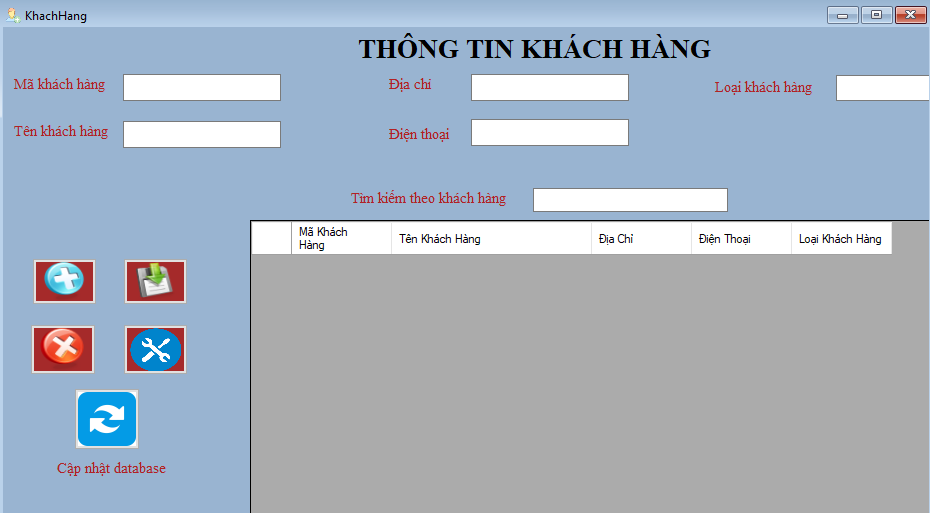 KhachHang
THÔNG TIN KHÁCH HÀNG
Mã khách hàng
Địa chỉ
Loại khách hàng
Tên khách hàng
Điện thoại
Tìm kiếm theo khách hàng
Mã Khách
Hàng
Tên Khách Hàng
Địa Chỉ
Điện Thoại
Loại Khách Hàng
Cập nhật database